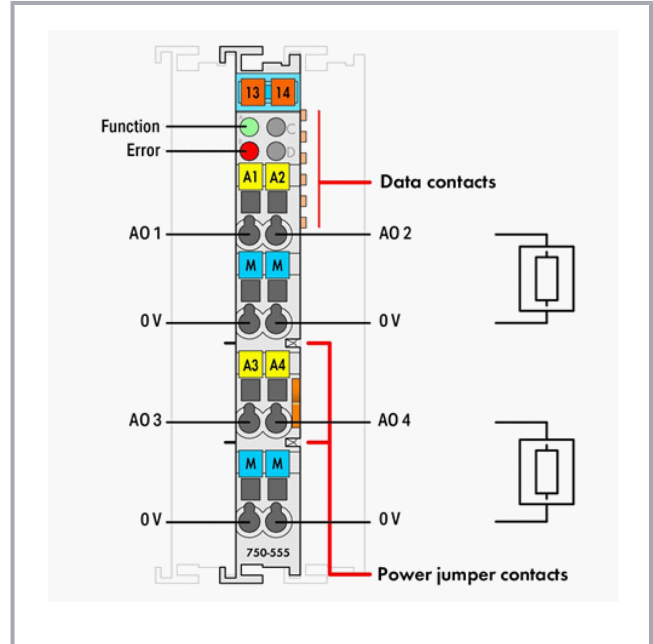 13 14
A C
Function
Error
D
A1 A2
Data contacts
AO 1
AO 2
M M
0 V
0 V
A3 A4
AO 3
AO 4
M M
0 V
0 V
750-555
Power jumper contacts